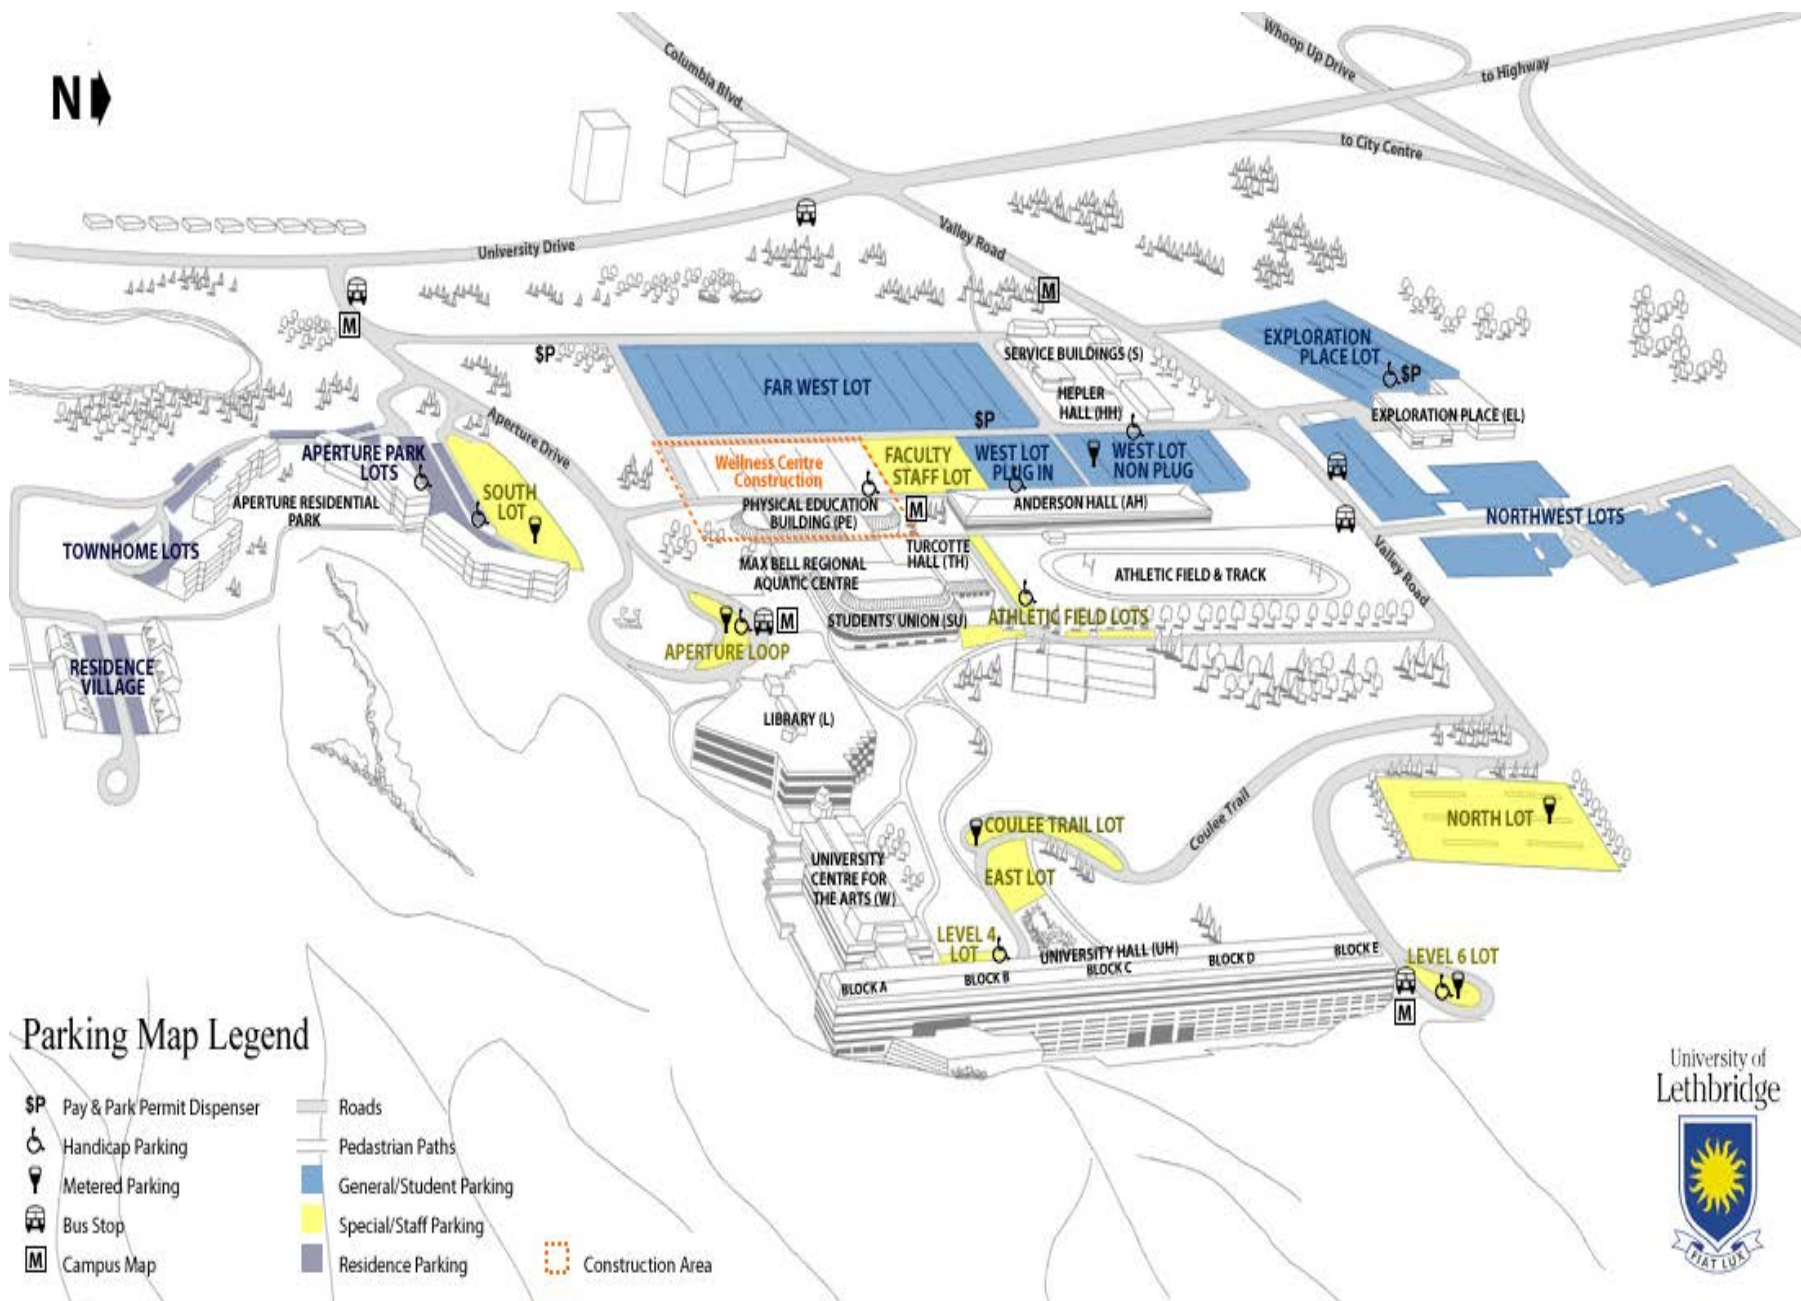 N
Columbia Blvd.
Whoop Up Drive
to Highway
to City Centre
University Drive
Valley Road
M
M
$P
SERVICE BUILDINGS (S)
EXPLORATION
PLACE LOT
$P
FAR WEST LOT
HEPLER
HALL (HH)
$P
EXPLORATION PLACE (EL)
Aperture Drive
APERTURE PARK
LOTS
Wellness Centre
Construction
FACULTY
STAFF LOT
WEST LOT
PLUG IN
WEST LOT
NON PLUG
SOUTH
LOT
APERTURE RESIDENTIAL
PARK
PHYSICAL EDUCATION
BUILDING (PE)
M
ANDERSON HALL (AH)
NORTHWEST LOTS
TOWNHOME LOTS
TURCOTTE
HALL (TH)
MAX BELL REGIONAL
AQUATIC CENTRE
ATHLETIC FIELD & TRACK
Valley Road
STUDENTS' UNION (SU)
ATHLETIC FIELD LOTS
M
APERTURE LOOP
RESIDENCE
VILLAGE
LIBRARY (L)
Coulee Trail
COULEE TRAIL LOT
NORTH LOT
EAST LOT
UNIVERSITY
CENTRE FOR
THE ARTS (W)
LEVEL 4
LOT
UNIVERSITY HALL (UH)
BLOCK A
BLOCK B
BLOCK C
BLOCK D
BLOCK E
LEVEL 6 LOT
M
Parking Map Legend
$P Pay & Park Permit Dispenser
Handicap Parking
Metered Parking
Bus Stop
M Campus Map
Roads
Pedastrian Paths
General/Student Parking
Special/Staff Parking
Residence Parking
Construction Area
University of
Lethbridge
FIAT LUX